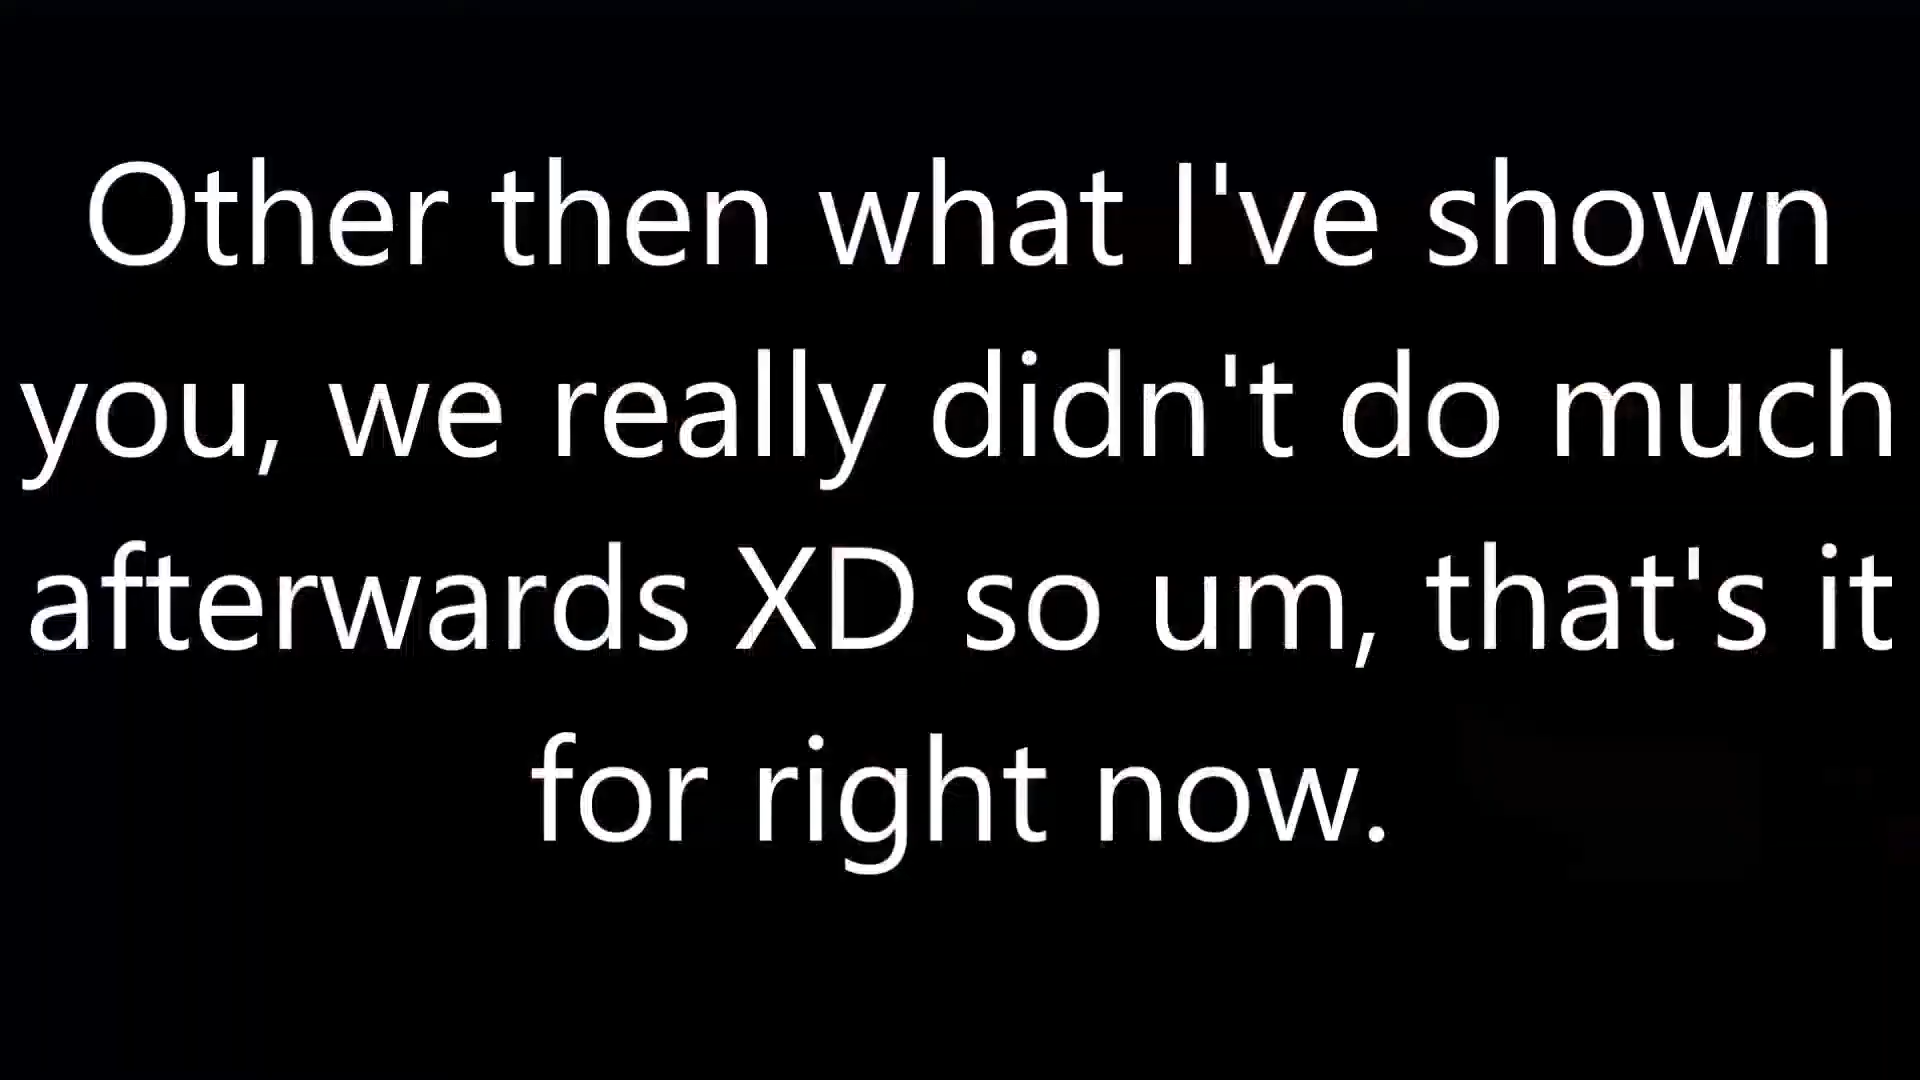 Other then what I've shown
you, we really didn't do much
afterwards XD so um, that's it
for right now.